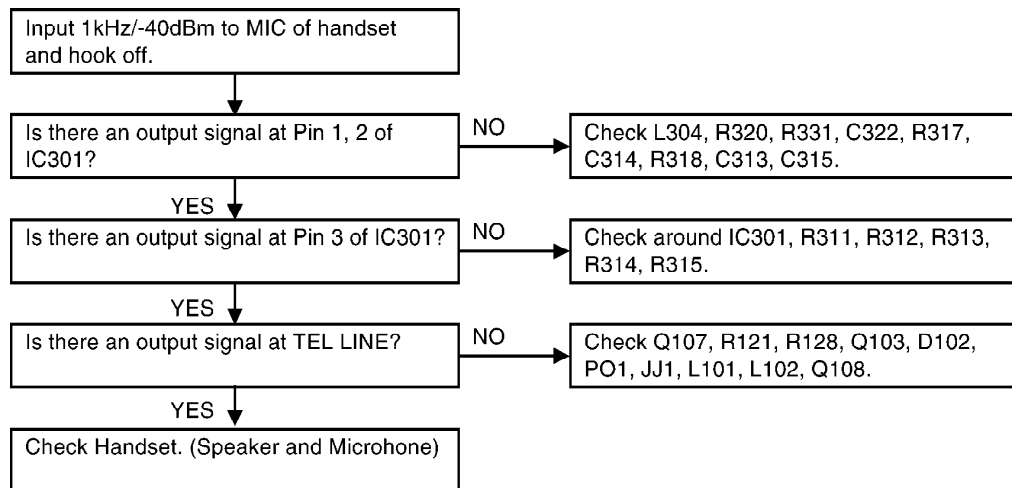 Input 1kHz/-40dBm to MIC of handset
and hook off.
Is there an output signal at Pin 1, 2 of
IC301?
NO
Check L304, R320, R331, C322, R317,
C314, R318, C313, C315.
YES
Is there an output signal at Pin 3 of IC301?
NO
Check around IC301, R311, R312, R313,
R314, R315.
YES
Is there an output signal at TEL LINE?
NO
Check Q107, R121, R128, Q103, D102,
PO1, JJ1, L101, L102, Q108.
YES
Check Handset. (Speaker and Microhone)